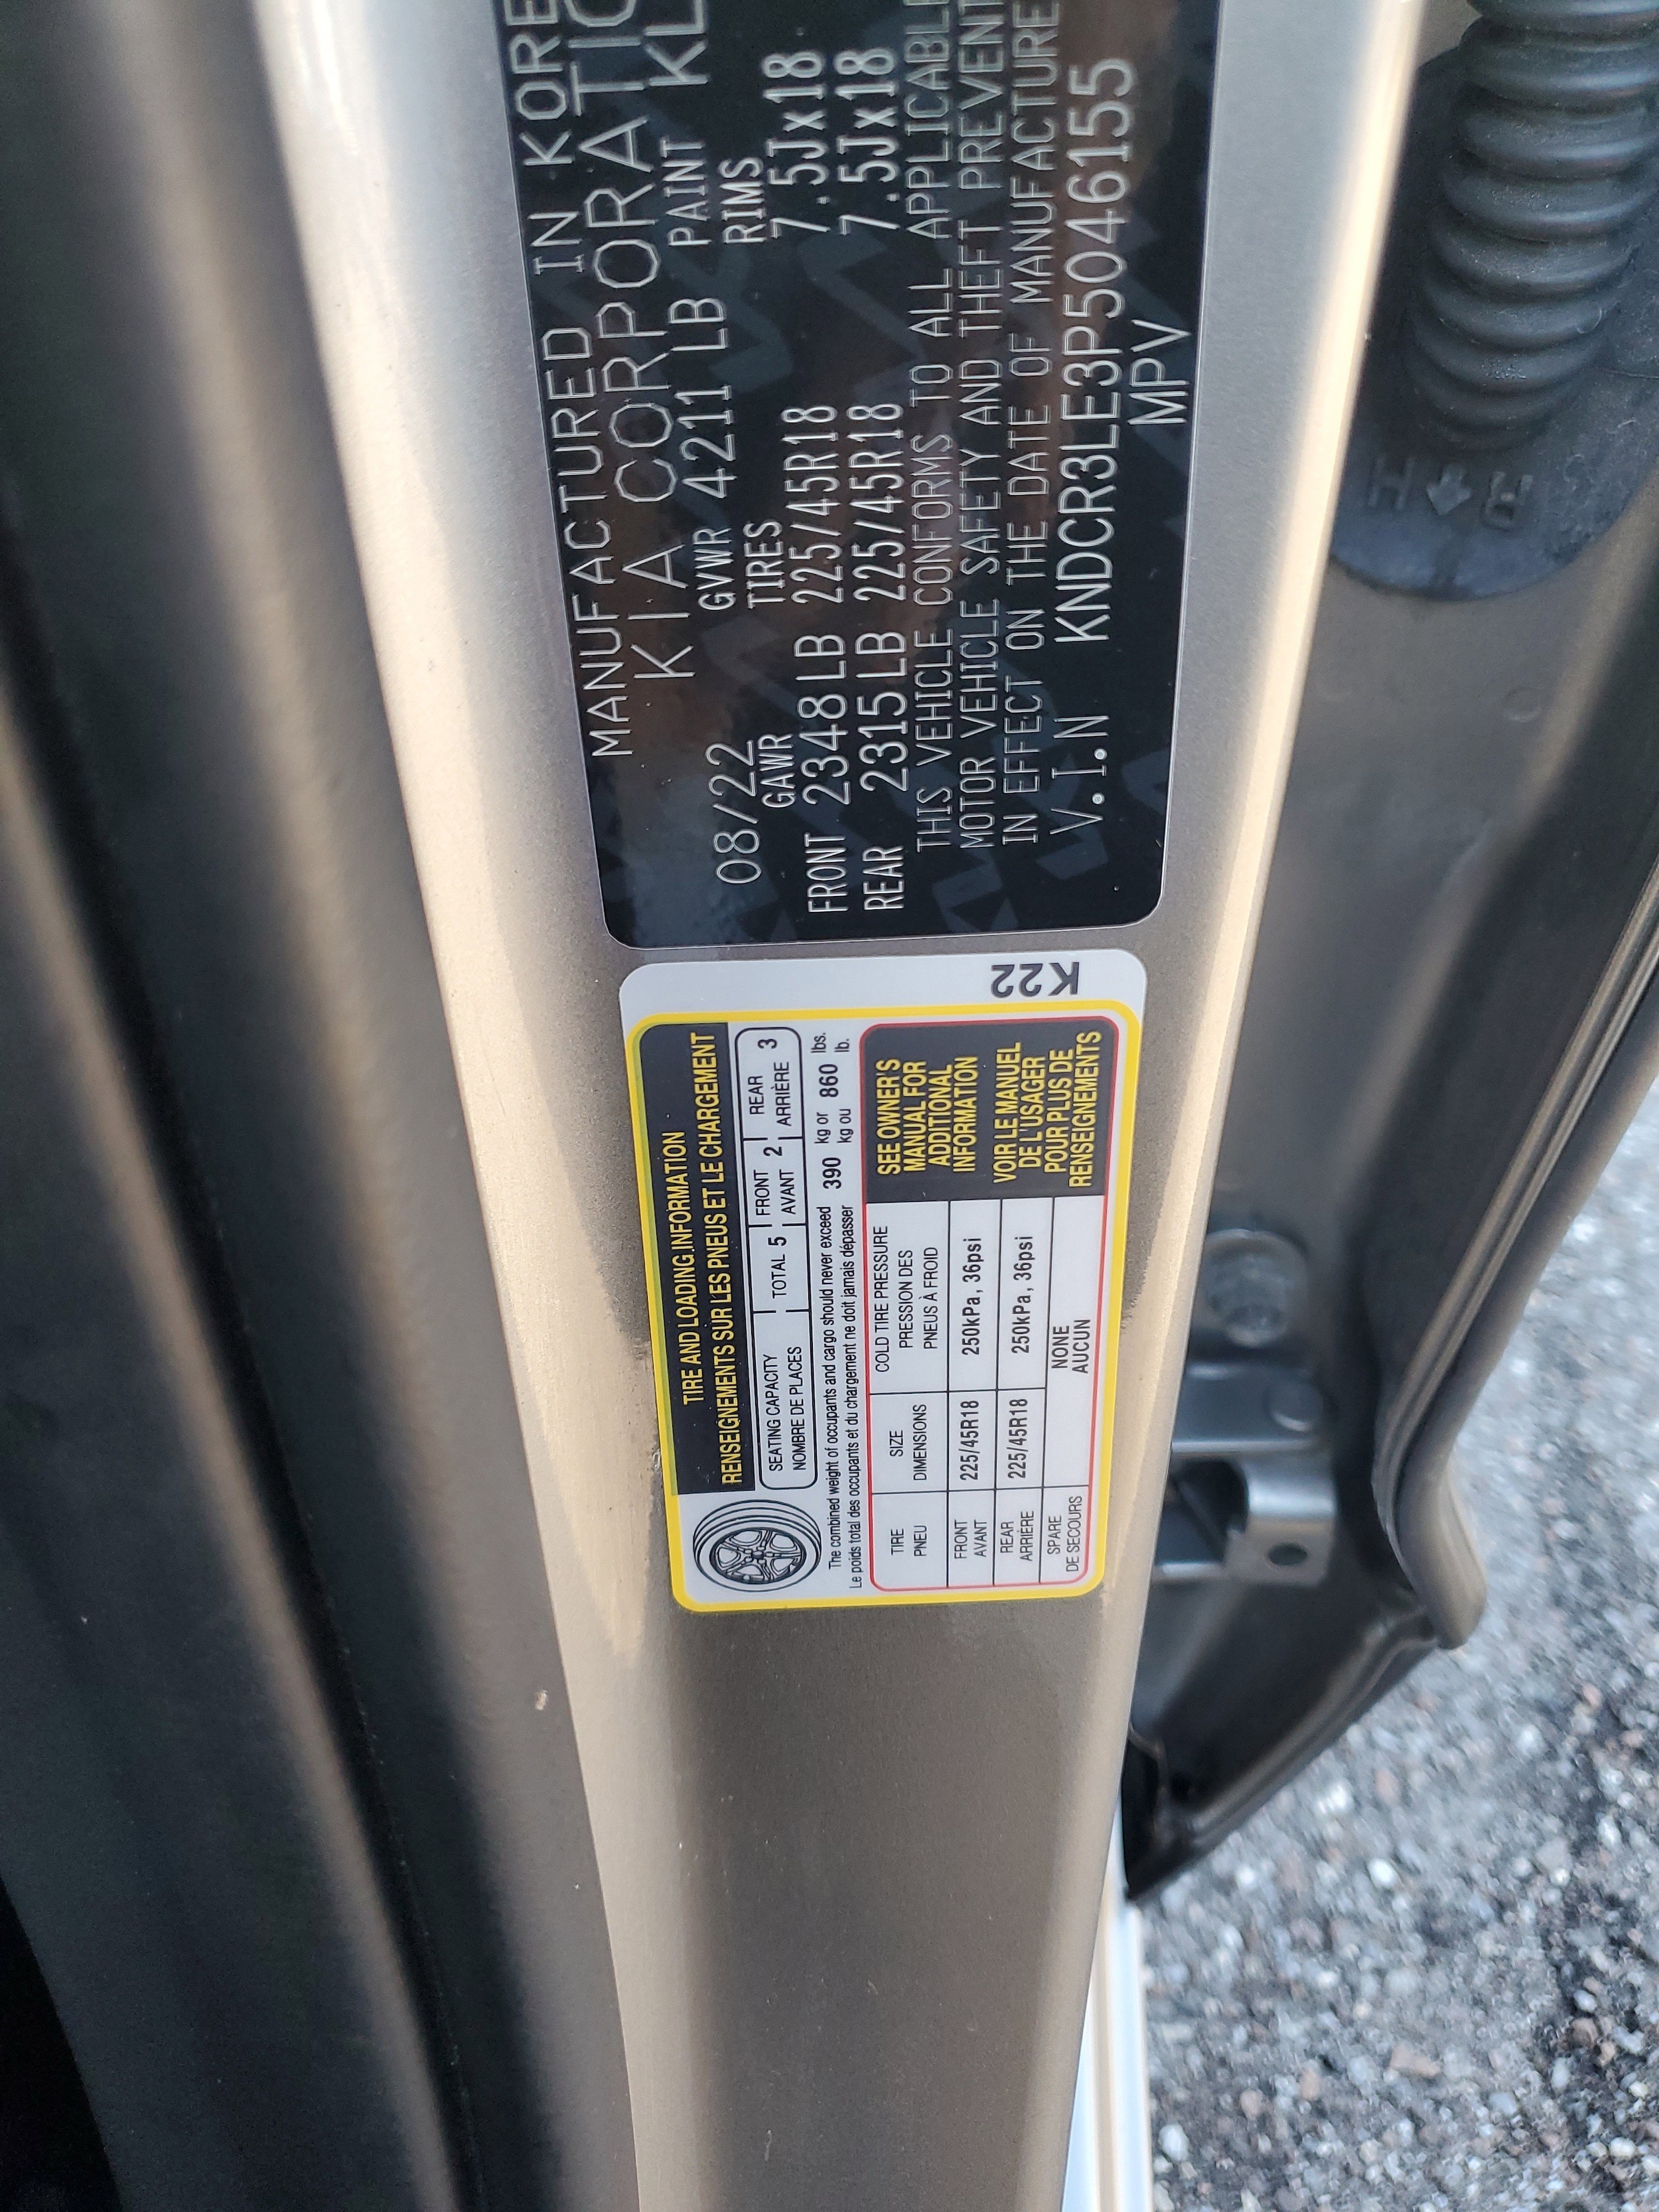 MANUFACTURED IN KORE
KIA CORPORATIO
08/22 GVWR 4211 LB PAINT KL
GAWR TIRES RIMS
FRONT 2348LB 225/45R18 7.5Jx18
REAR 2315LB 225/45R18 7.5Jx18
THIS VEHICLE CONFORMS TO ALL APPLICABLE
MOTOR VEHICLE SAFETY AND THEFT PREVENT
IN EFFECT ON THE DATE OF MANUFACTURE
V.I.N KNDCR3LE3P5046155
MPV
K22
TIRE AND LOADING INFORMATION
RENSEIGNEMENTS SUR LES PNEUS ET LE CHARGEMENT
SEATING CAPACITY
NOMBRE DE PLACES
TOTAL 5
FRONT
AVANT 2
REAR
ARRIÈRE 3
The combined weight of occupants and cargo should never exceed 390 kg or 860 lbs.
Le poids total des occupants et du chargement ne doit jamais dépasser kg ou lb.
TIRE
PNEU
SIZE
DIMENSIONS
COLD TIRE PRESSURE
PRESSION DES
PNEUS À FROID
FRONT
AVANT
225/45R18
250kPa, 36psi
REAR
ARRIÈRE
225/45R18
250kPa, 36psi
SPARE
DE SECOURS
NONE
AUCUN
SEE OWNER'S
MANUAL FOR
ADDITIONAL
INFORMATION
VOIR LE MANUEL
DE L'USAGER
POUR PLUS DE
RENSEIGNEMENTS